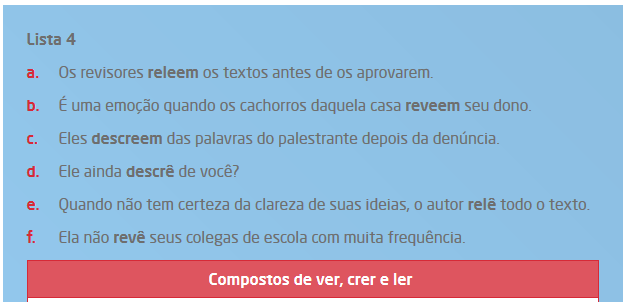 Lista 4
a. Os revisores releem os textos antes de os aprovarem.
b. É uma emoção quando os cachorros daquela casa reveem seu dono.
c. Eles descreem das palavras do palestrante depois da denúncia.
d. Ele ainda descrê de você?
e. Quando não tem certeza da clareza de suas ideias, o autor relê todo o texto.
f. Ela não revê seus colegas de escola com muita frequência.
Compostos de ver, crer e ler